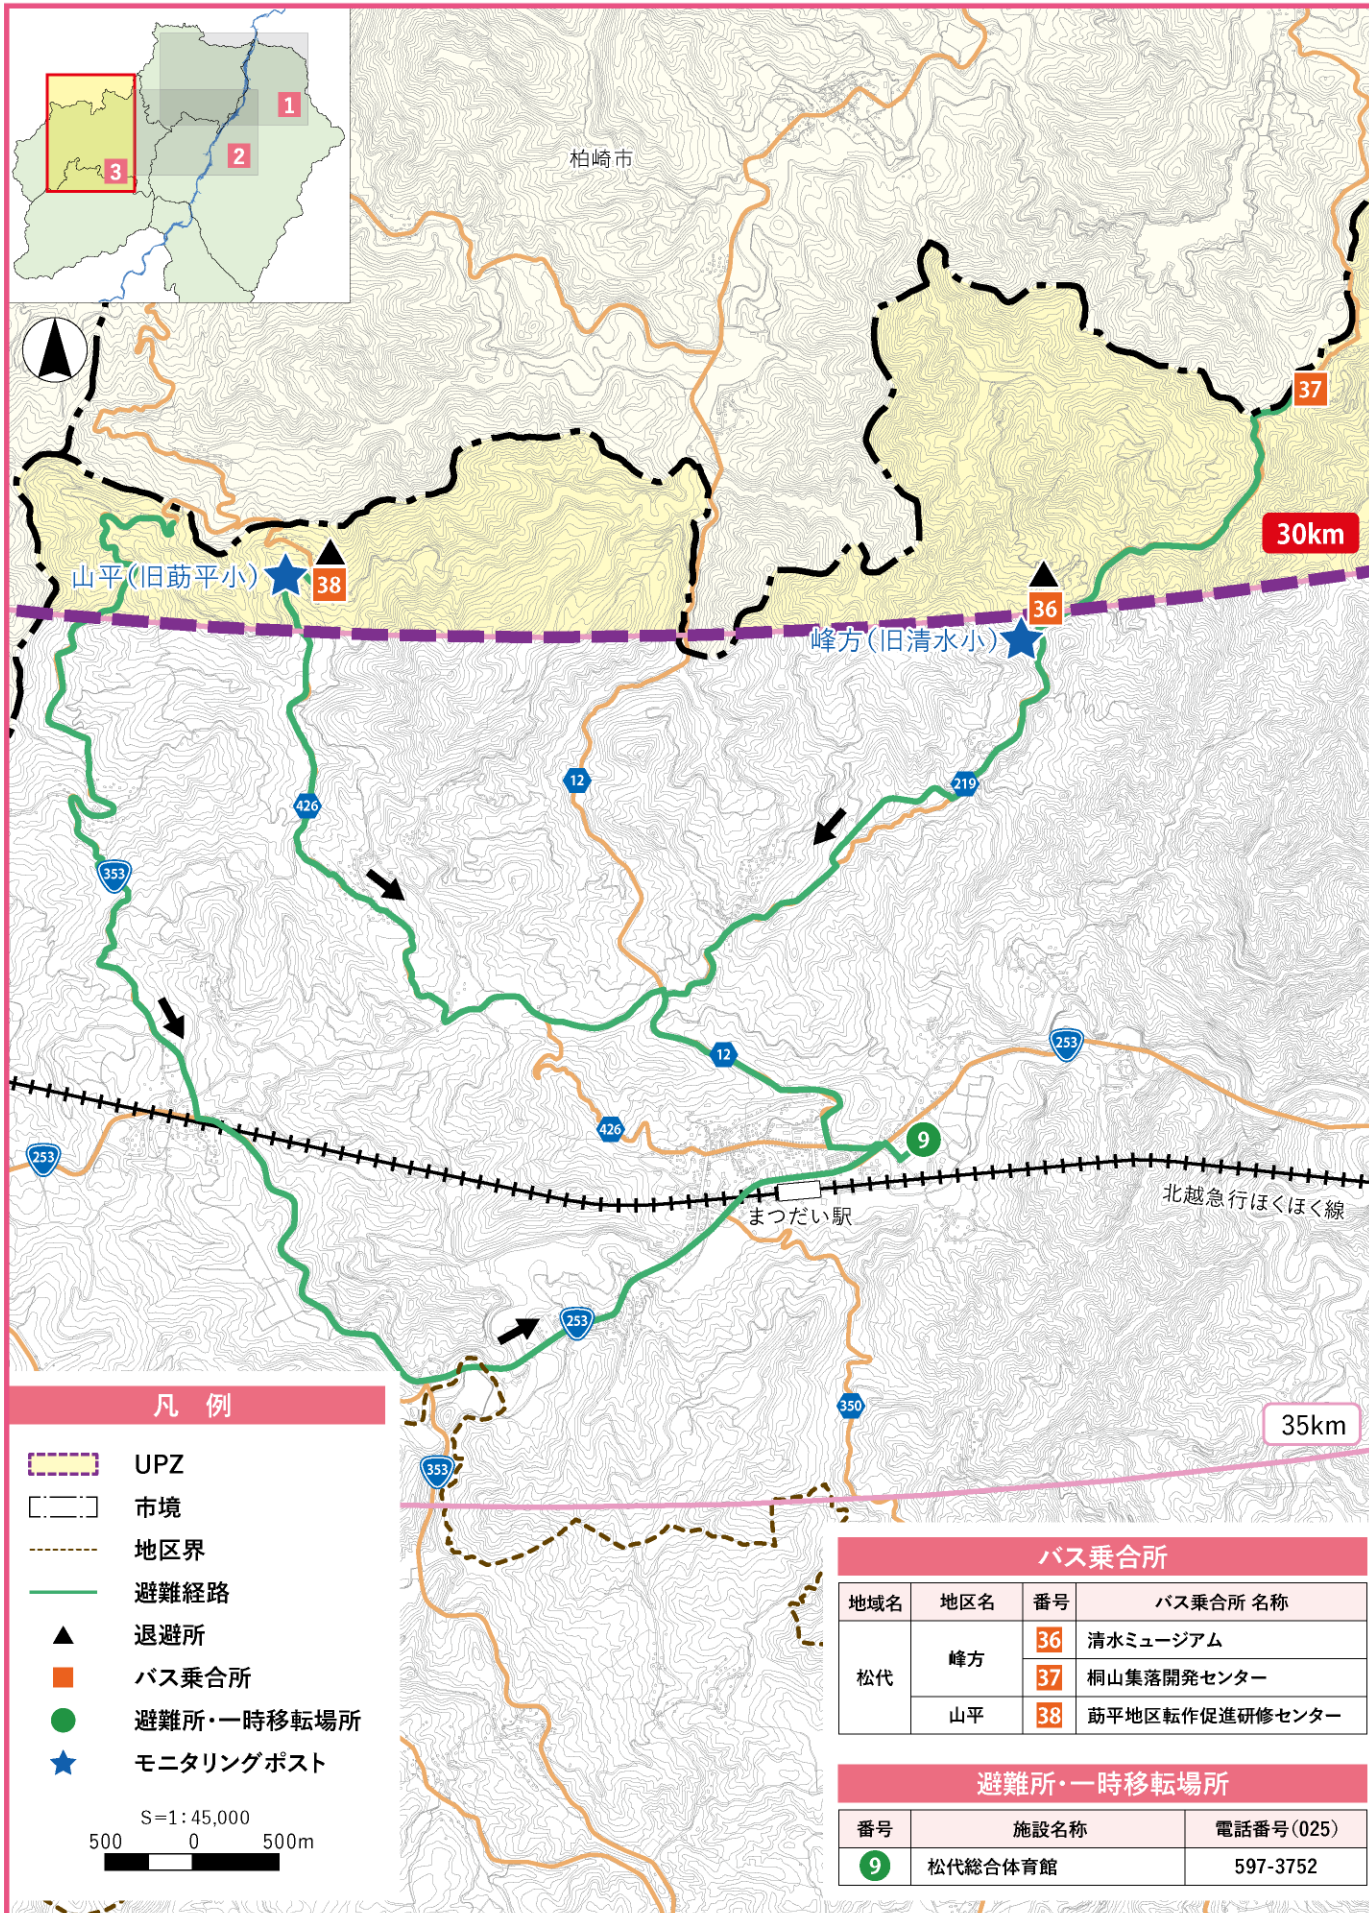 1
2
3
柏崎市
37
30km
山平(旧莇平小)
38
36
峰方(旧清水小)
12
219
426
353
253
12
426
9
253
北越急行ほくほく線
まつだい駅
253
350
35km
353
凡 例
UPZ
市境
地区界
避難経路
退避所
バス乗合所
避難所・一時移転場所
モニタリングポスト
S=1:45,000
500 0 500m
バス乗合所
地域名 地区名 番号 バス乗合所 名称
松代 峰方 36 清水ミュージアム
37 桐山集落開発センター
山平 38 莇平地区転作促進研修センター
避難所・一時移転場所
番号 施設名称 電話番号(025)
9 松代総合体育館 597-3752